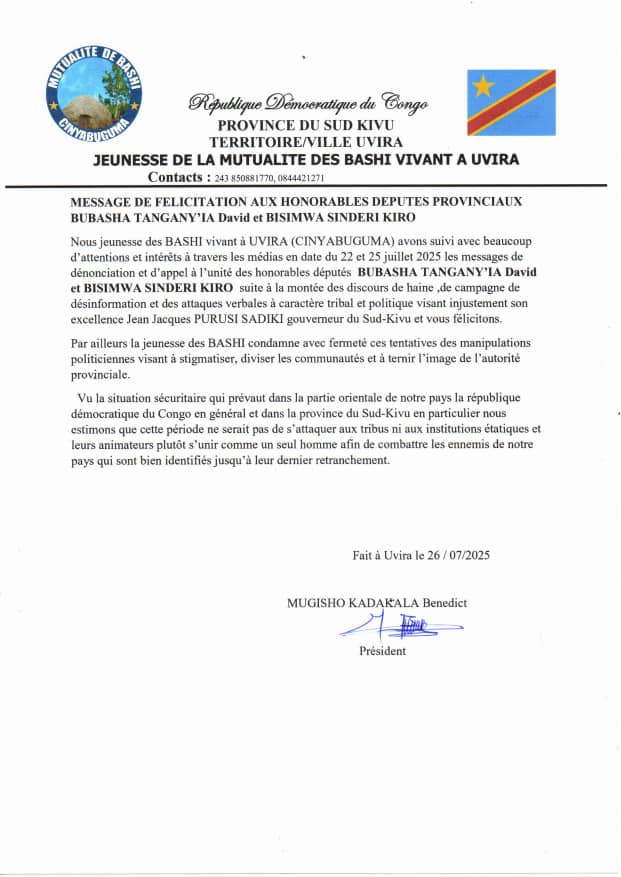 MUTUALITE DE BASHI
CINYABUGUMA
République Démocratique du Congo
PROVINCE DU SUD KIVU
TERRITOIRE/VILLE UVIRA
JEUNESSE DE LA MUTUALITE DES BASHI VIVANT A UVIRA
Contacts : 243 850881770, 0844421271
MESSAGE DE FELICITATION AUX HONORABLES DEPUTES PROVINCIAUX
BUBASHA TANGANY’IA David et BISIMWA SINDERI KIRO
Nous jeunesse des BASHI vivant à UVIRA (CINYABUGUMA) avons suivi avec beaucoup
d’attentions et intérêts à travers les médias en date du 22 et 25 juillet 2025 les messages de
dénonciation et d’appel à l’unité des honorables députés BUBASHA TANGANY’IA David
et BISIMWA SINDERI KIRO suite à la montée des discours de haine ,de campagne de
désinformation et des attaques verbales à caractère tribal et politique visant injustement son
excellence Jean Jacques PURUSI SADIKI gouverneur du Sud-Kivu et vous félicitons.
Par ailleurs la jeunesse des BASHI condamne avec fermeté ces tentatives des manipulations
politiciennes visant à stigmatiser, diviser les communautés et à ternir l’image de l’autorité
provinciale.
Vu la situation sécuritaire qui prévaut dans la partie orientale de notre pays la république
démocratique du Congo en général et dans la province du Sud-Kivu en particulier nous
estimons que cette période ne serait pas de s’attaquer aux tribus ni aux institutions étatiques et
leurs animateurs plutôt s’unir comme un seul homme afin de combattre les ennemis de notre
pays qui sont bien identifiés jusqu’à leur dernier retranchement.
Fait à Uvira le 26 / 07/2025
MUGISHO KADAKALA Benedict
Président